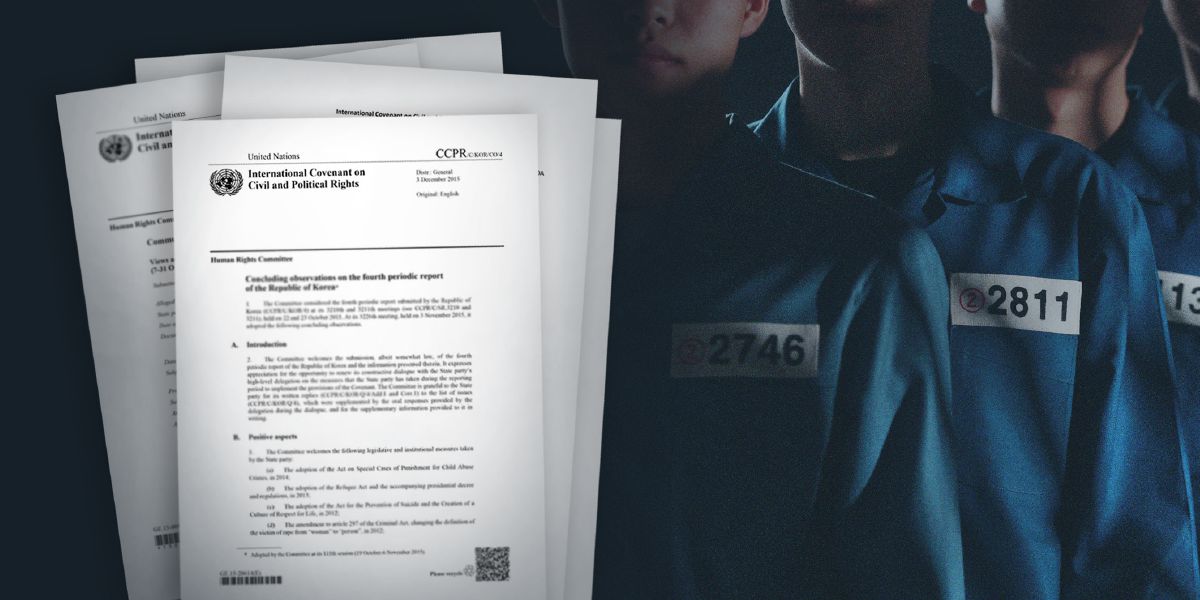 United Nations
Interna
Civil an
Human Rights Com
Comm
Views a
(7-31 O
International Covenant on Civil
United Nations
CCPR/C/KOR/CO/4
International Covenant on
Civil and Political Rights
Distr.: General
3 December 2015
Original: English
Human Rights Committee
Concluding observations on the fourth periodic report
of the Republic of Korea*
1. The Committee considered the fourth periodic report submitted by the Republic of
Korea (CCPR/C/KOR/4) at its 3210th and 3211th meetings (see CCPR/C/SR.3210 and
3211), held on 22 and 23 October 2015. At its 3226th meeting, held on 3 November 2015, it
adopted the following concluding observations.
A. Introduction
2. The Committee welcomes the submission, albeit somewhat late, of the fourth
periodic report of the Republic of Korea and the information presented therein. It expresses
appreciation for the opportunity to renew its constructive dialogue with the State party's
high-level delegation on the measures that the State party has taken during the reporting
period to implement the provisions of the Covenant. The Committee is grateful to the State
party for its written replies (CCPR/C/KOR/Q/4/Add.1 and Corr.1) to the list of issues
(CCPR/C/KOR/Q/4), which were supplemented by the oral responses provided by the
delegation during the dialogue, and for the supplementary information provided to it in
writing.
B. Positive aspects
3. The Committee welcomes the following legislative and institutional measures taken
by the State party:
(a) The adoption of the Act on Special Cases of Punishment for Child Abuse
Crimes, in 2014;
(b) The adoption of the Refugee Act and the accompanying presidential decree
and regulations, in 2013;
(c) The adoption of the Act for the Prevention of Suicide and the Creation of a
Culture of Respect for Life, in 2012;
(d) The amendment to article 297 of the Criminal Act, changing the definition of
the victim of rape from "woman" to "person", in 2012;
* Adopted by the Committee at its 115th session (19 October-6 November 2015).
Please recycle
2746
② 2811
13